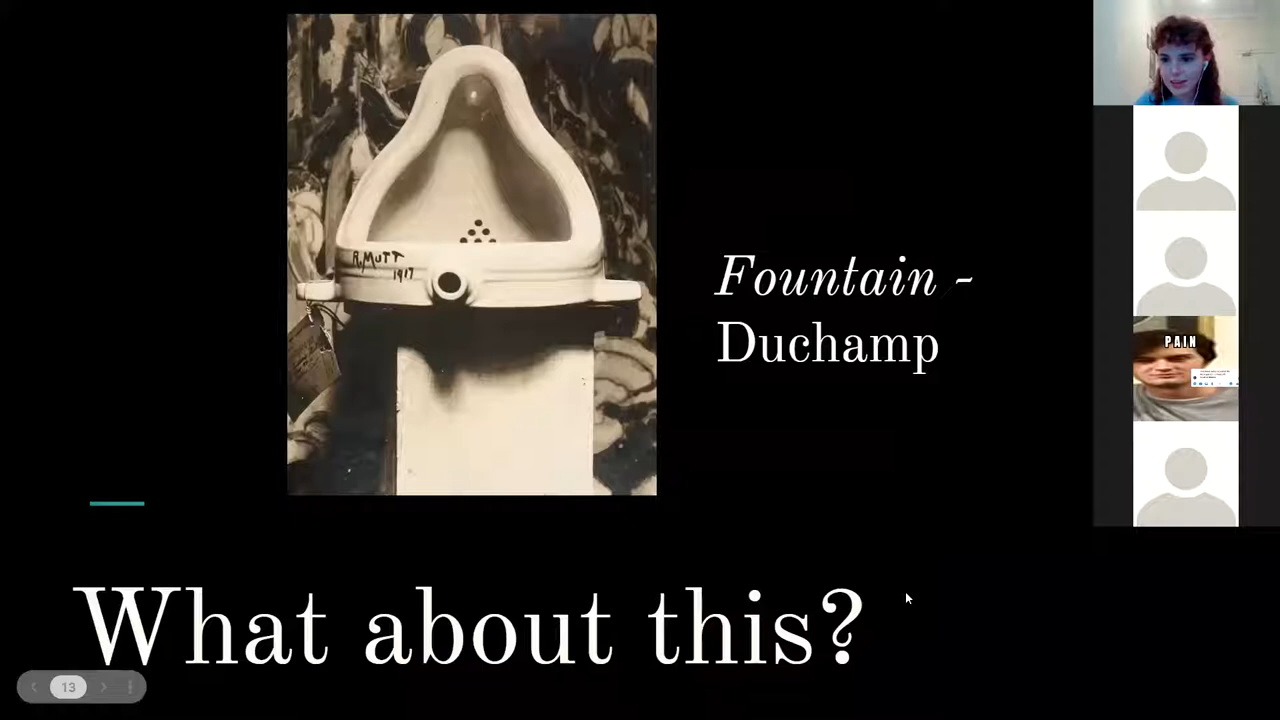 R. MUTT
1917
Fountain -
Duchamp
PAIN
What about this?
13